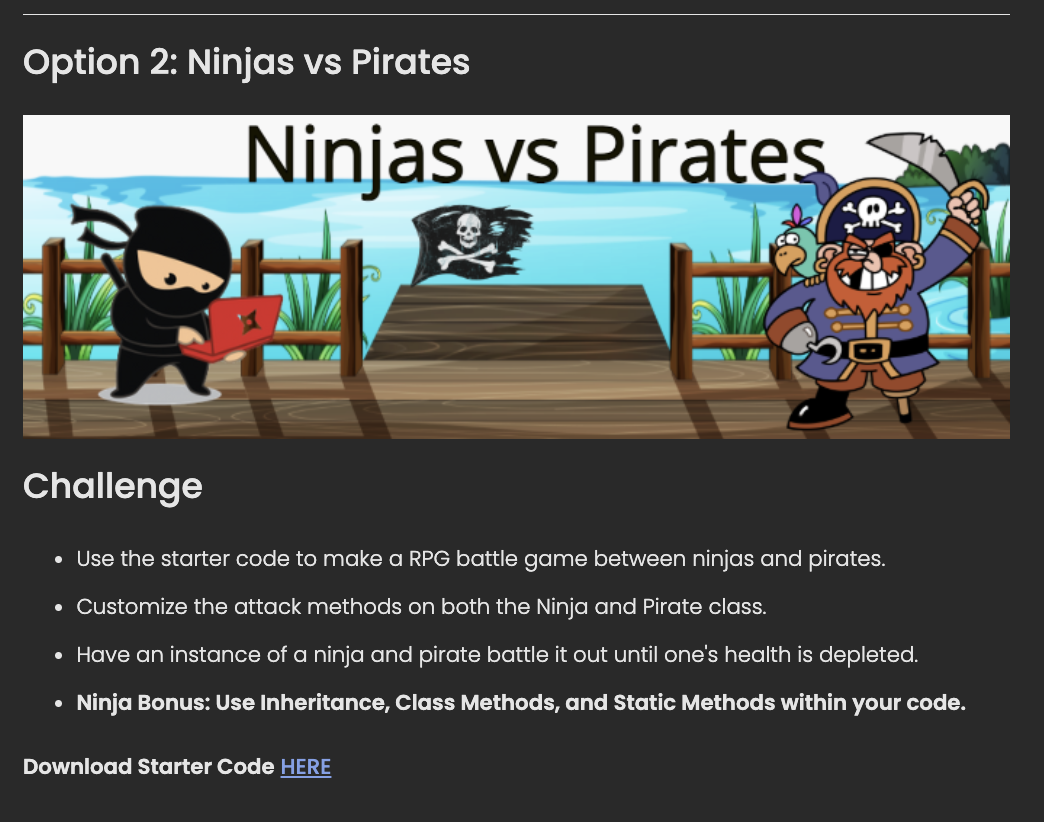 Option 2: Ninjas vs Pirates
Ninjas vs Pirates
Challenge
Use the starter code to make a RPG battle game between ninjas and pirates.
Customize the attack methods on both the Ninja and Pirate class.
Have an instance of a ninja and pirate battle it out until one's health is depleted.
Ninja Bonus: Use Inheritance, Class Methods, and Static Methods within your code.
Download Starter Code HERE